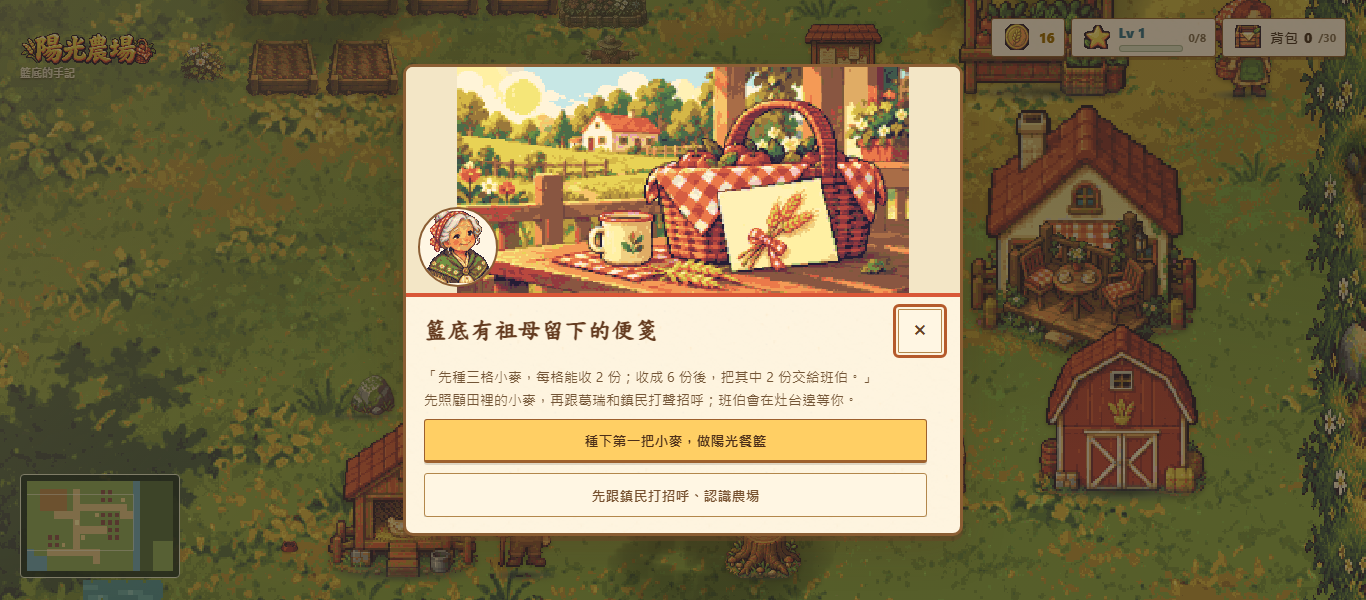 陽光農場
籃底的手記
16
Lv 1
0/8
背包 0 /30
籃底有祖母留下的便箋
×
「先種三格小麥，每格能收 2 份；收成 6 份後，把其中 2 份交給班伯。」
先照顧田裡的小麥，再跟葛瑞和鎮民打聲招呼；班伯會在灶台邊等你。
種下第一把小麥，做陽光餐籃
先跟鎮民打招呼、認識農場